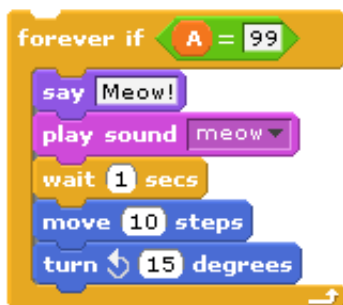 forever if A = 99
say Meow!
play sound meow
wait 1 secs
move 10 steps
turn 15 degrees